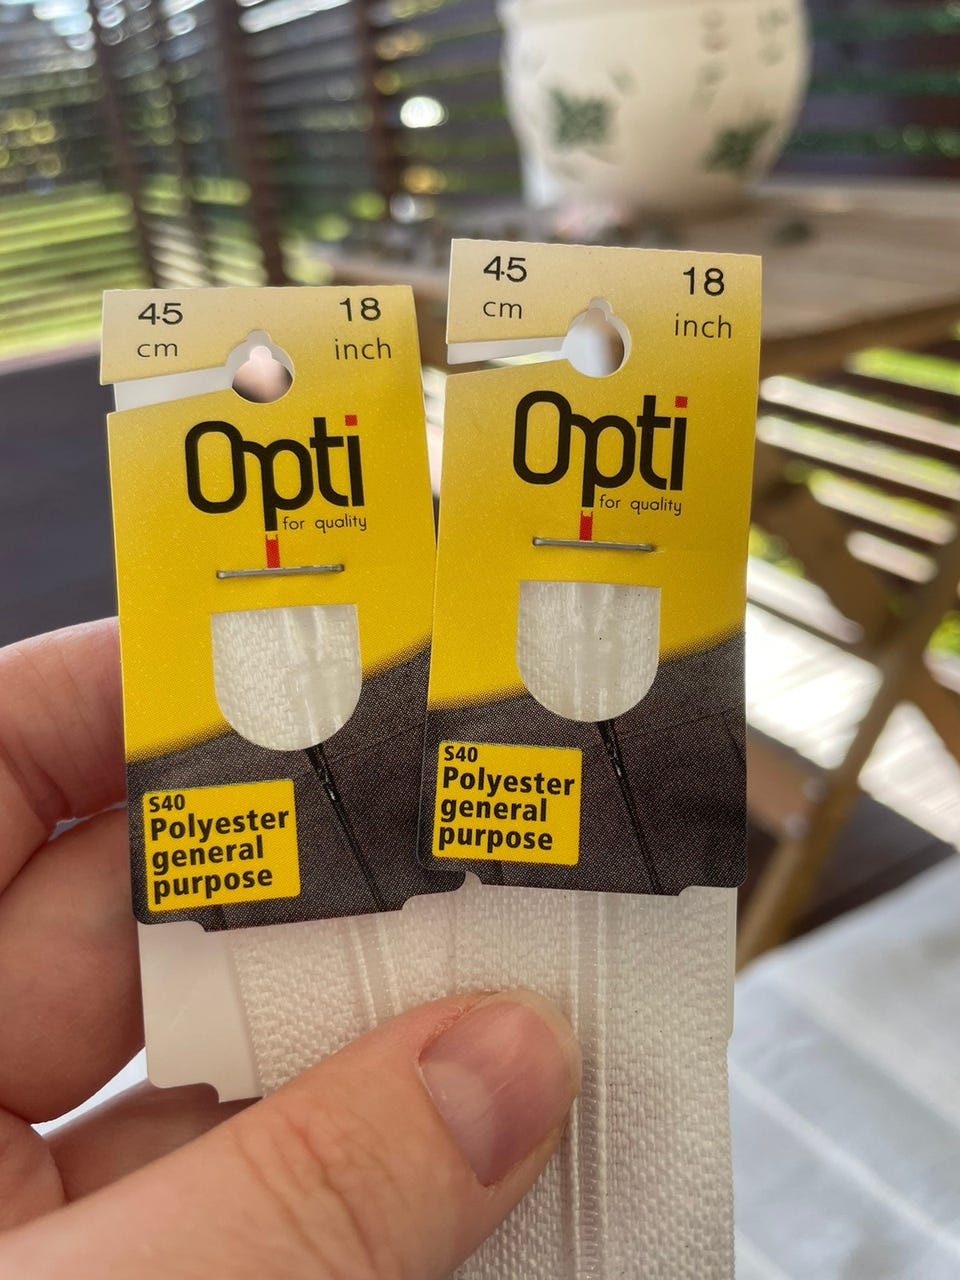 45 18
cm inch
Opti
for quality
S40
Polyester
general
purpose
45 18
cm inch
Opti
for quality
S40
Polyester
general
purpose